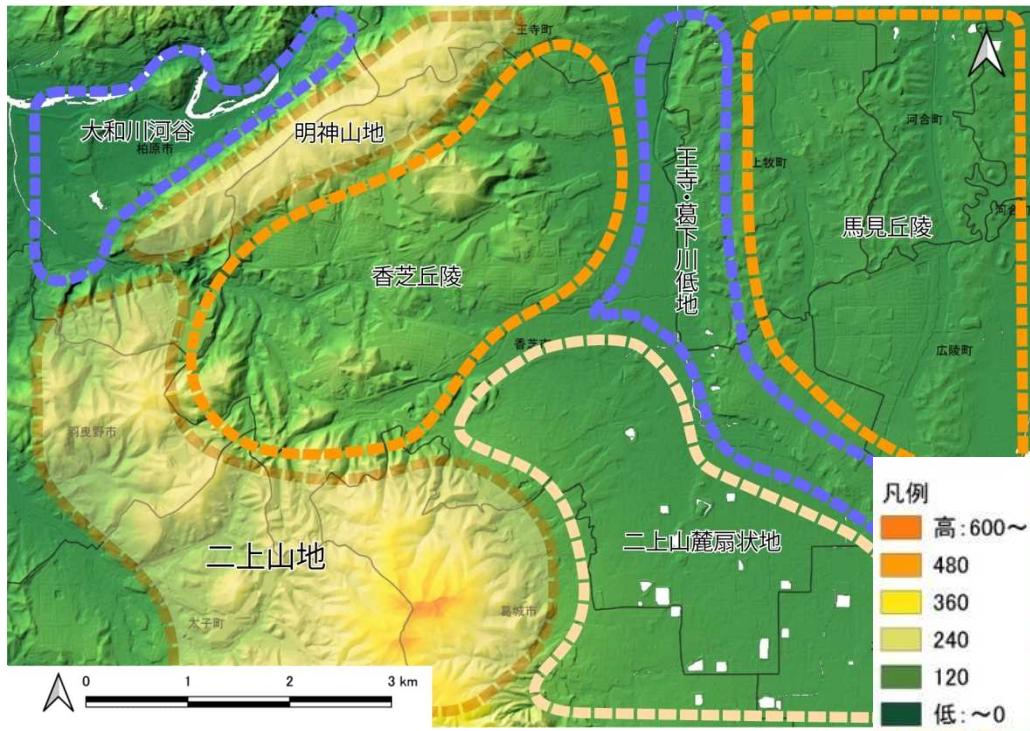 王寺町
大和川河谷
柏原市
明神山地
河合町
上牧町
王寺・葛下川低地
馬見丘陵
河合
香芝丘陵
香芝市
広陵町
羽曳野市
二上山地
二上山麓扇状地
太子町
葛城市
凡例
高:600~
480
360
240
120
低:~0
0 1 2 3 km